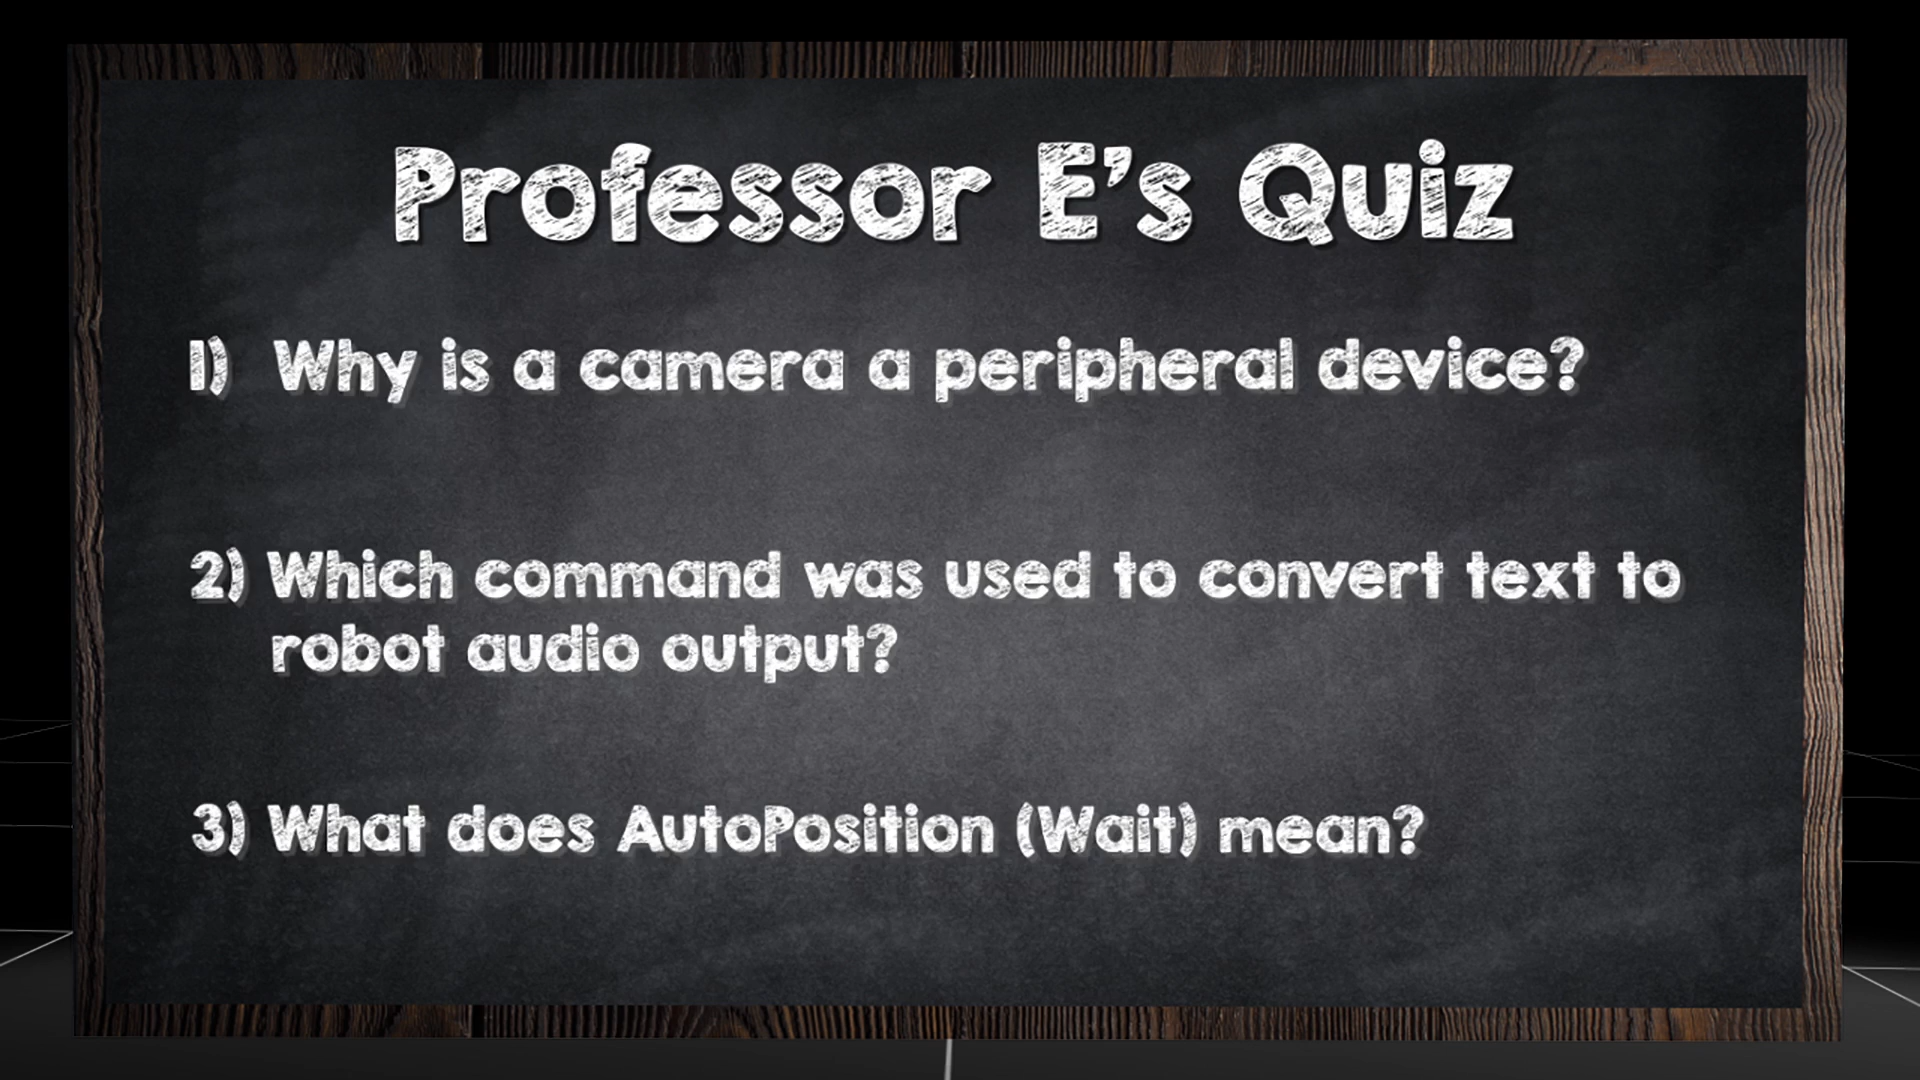 Professor E's Quiz
1) Why is a camera a peripheral device?
2) Which command was used to convert text to
robot audio output?
3) What does AutoPosition (Wait) mean?